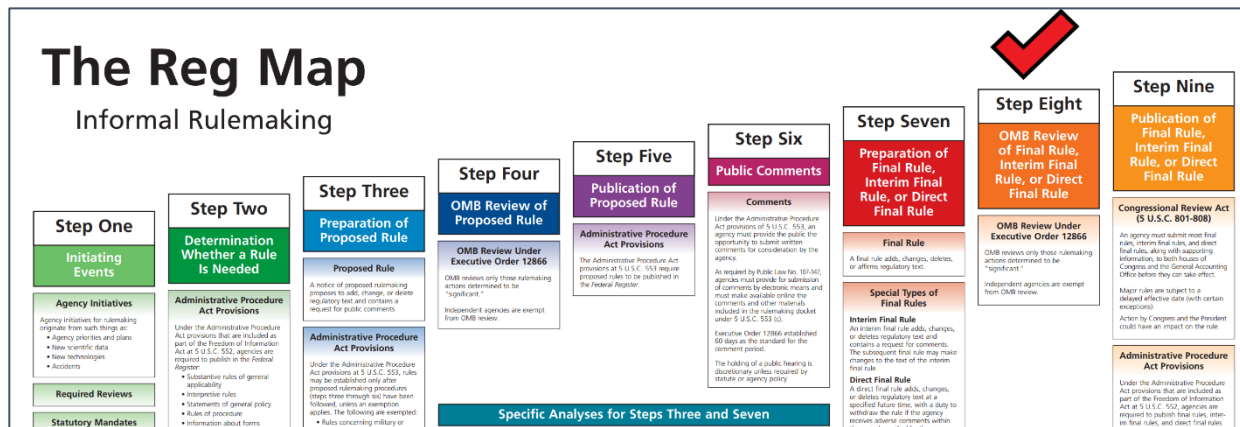 The Reg Map
Informal Rulemaking
Step One
Initiating
Events
Agency Initiatives
Agency initiatives for rulemaking
originate from such things as:
• Agency priorities and plans
• New scientific data
• New technologies
• Accidents
Required Reviews
Statutory Mandates
Step Two
Determination
Whether a Rule
Is Needed
Administrative Procedure
Act Provisions
Under the Administrative Procedure
Act provisions that are included as
part of the Freedom of Information
Act at 5 U.S.C. 552, agencies are
required to publish in the Federal
Register:
• Substantive rules of general
applicability
• Interpretive rules
• Statements of general policy
• Rules of procedure
• Information about forms
Step Three
Preparation of
Proposed Rule
Proposed Rule
A notice of proposed rulemaking
proposes to add, change, or delete
regulatory text and contains a
request for public comments.
Administrative Procedure
Act Provisions
Under the Administrative Procedure
Act provisions at 5 U.S.C. 553, rules
may be established only after
proposed rulemaking procedures
(steps three through six) have been
followed, unless an exemption
applies. The following are exempted:
• Rules concerning military or
Step Four
OMB Review of
Proposed Rule
OMB Review Under
Executive Order 12866
OMB reviews only those rulemaking
actions determined to be
"significant."
Independent agencies are exempt
from OMB review.
Step Five
Publication of
Proposed Rule
Administrative Procedure
Act Provisions
The Administrative Procedure Act
provisions at 5 U.S.C. 553 require
proposed rules to be published in
the Federal Register.
Step Six
Public Comments
Comments
Under the Administrative Procedure
Act provisions of 5 U.S.C. 553, an
agency must provide the public the
opportunity to submit written
comments for consideration by the
agency.
As required by Public Law No. 107-347,
agencies must provide for submission
of comments by electronic means and
must make available online the
comments and other materials
included in the rulemaking docket
under 5 U.S.C. 553 (c).
Executive Order 12866 established
60 days as the standard for the
comment period.
The holding of a public hearing is
discretionary unless required by
statute or agency policy.
Specific Analyses for Steps Three and Seven
Step Seven
Preparation of
Final Rule,
Interim Final
Rule, or Direct
Final Rule
Final Rule
A final rule adds, changes, deletes,
or affirms regulatory text.
Special Types of
Final Rules
Interim Final Rule
An interim final rule adds, changes,
or deletes regulatory text and
contains a request for comments.
The subsequent final rule may make
changes to the text of the interim
final rule.
Direct Final Rule
A direct final rule adds, changes,
or deletes regulatory text at a
specified future time, with a duty to
withdraw the rule if the agency
receives adverse comments within
Step Eight
OMB Review
of Final Rule,
Interim Final
Rule, or Direct
Final Rule
OMB Review Under
Executive Order 12866
OMB reviews only those rulemaking
actions determined to be
"significant."
Independent agencies are exempt
from OMB review.
Step Nine
Publication of
Final Rule,
Interim Final
Rule, or Direct
Final Rule
Congressional Review Act
(5 U.S.C. 801-808)
An agency must submit most final
rules, interim final rules, and direct
final rules, along with supporting
information, to both houses of
Congress and the General Accounting
Office before they can take effect.
Major rules are subject to a
delayed effective date (with certain
exceptions).
Action by Congress and the President
could have an impact on the rule.
Administrative Procedure
Act Provisions
Under the Administrative Procedure
Act provisions that are included as
part of the Freedom of Information
Act at 5 U.S.C. 552, agencies are
required to publish final rules, inter-
im final rules, and direct final rules